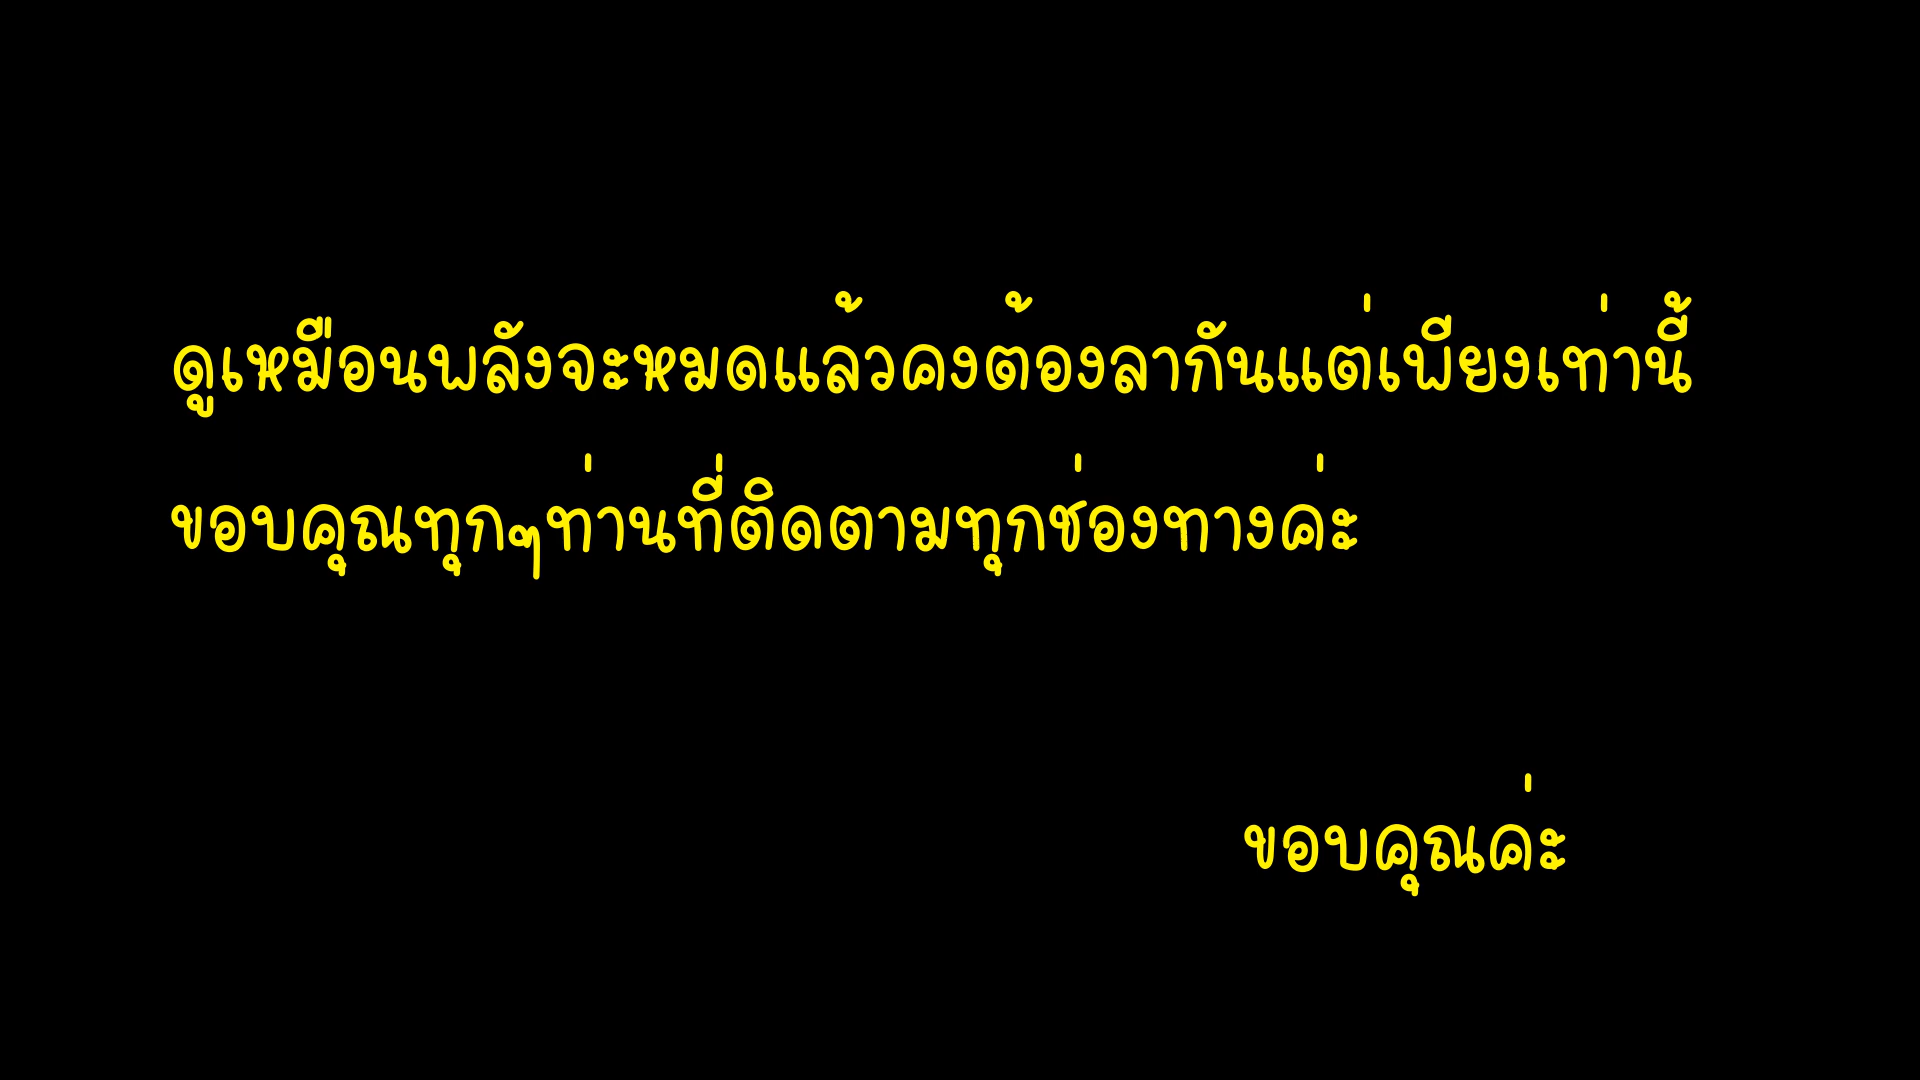 ดูเหมือนพลังจะหมดแล้วคงต้องลากันแต่เพียงเท่านี้
ขอบคุณทุกๆท่านที่ติดตามทุกช่องทางค่ะ
ขอบคุณค่ะ